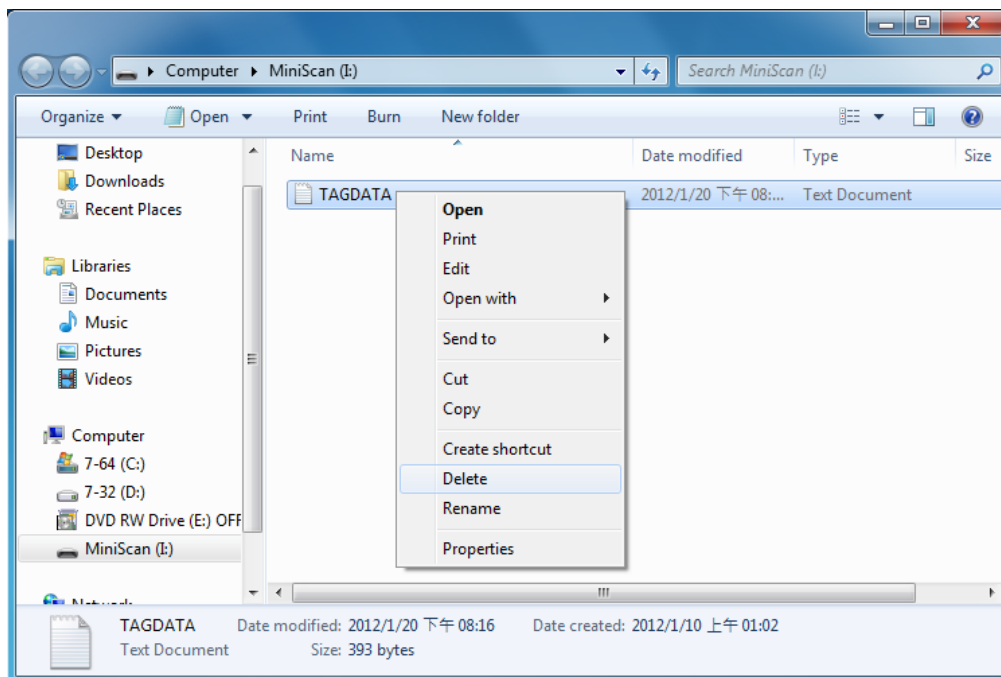 Computer ▸ MiniScan (I:)
Search MiniScan (I:)
Organize ▾ Open ▾ Print Burn New folder
Name Date modified Type Size
TAGDATA 2012/1/20 下午 08:... Text Document
Desktop
Downloads
Recent Places
Libraries
Documents
Music
Pictures
Videos
Computer
7-64 (C:)
7-32 (D:)
DVD RW Drive (E:) OFF
MiniScan (I:)
Open
Print
Edit
Open with
Send to
Cut
Copy
Create shortcut
Delete
Rename
Properties
TAGDATA Date modified: 2012/1/20 下午 08:16 Date created: 2012/1/10 上午 01:02
Text Document Size: 393 bytes